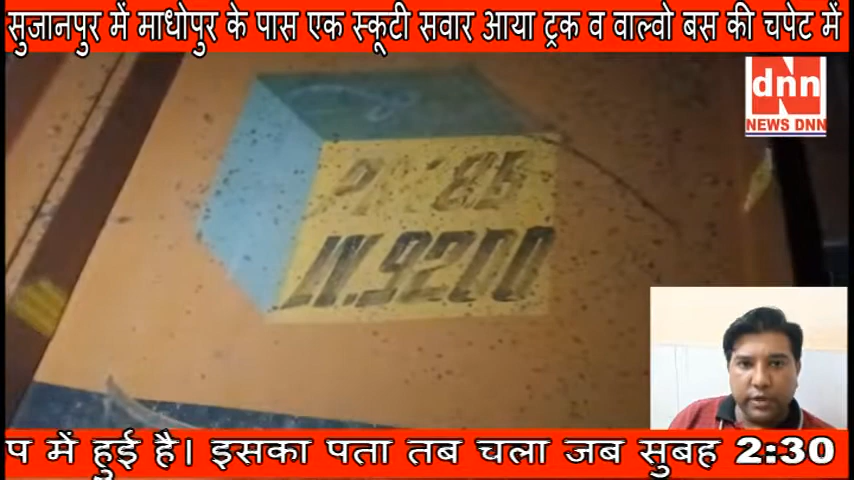 सुजानपुर में माधोपुर के पास एक स्कूटी सवार आया ट्रक व वाल्वो बस की चपेट में
dnn
NEWS DNN
9200
प में हुई है। इसका पता तब चला जब सुबह 2:30